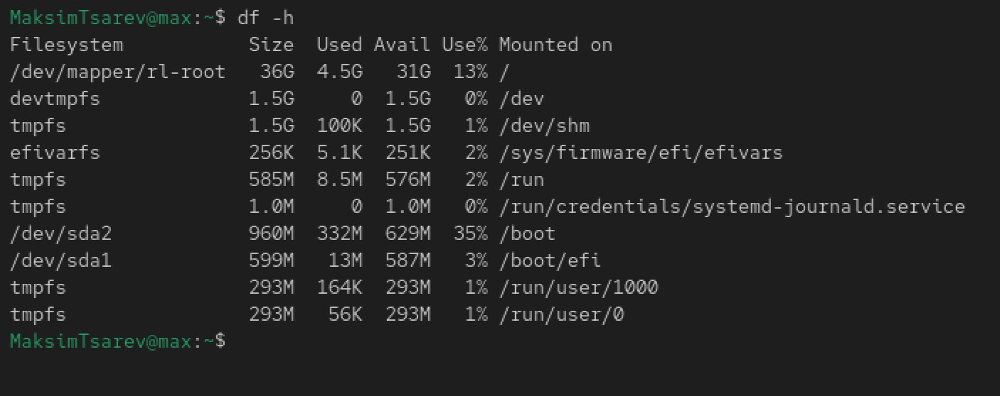 MaksimTsarev@max:~$ df -h
Filesystem           Size  Used Avail Use% Mounted on
/dev/mapper/rl-root   36G  4.5G   31G  13% /
devtmpfs             1.5G     0  1.5G   0% /dev
tmpfs                1.5G  100K  1.5G   1% /dev/shm
efivarfs             256K  5.1K  251K   2% /sys/firmware/efi/efivars
tmpfs                585M  8.5M  576M   2% /run
tmpfs                1.0M     0  1.0M   0% /run/credentials/systemd-journald.service
/dev/sda2            960M  332M  629M  35% /boot
/dev/sda1            599M   13M  587M   3% /boot/efi
tmpfs                293M  164K  293M   1% /run/user/1000
tmpfs                293M   56K  293M   1% /run/user/0
MaksimTsarev@max:~$